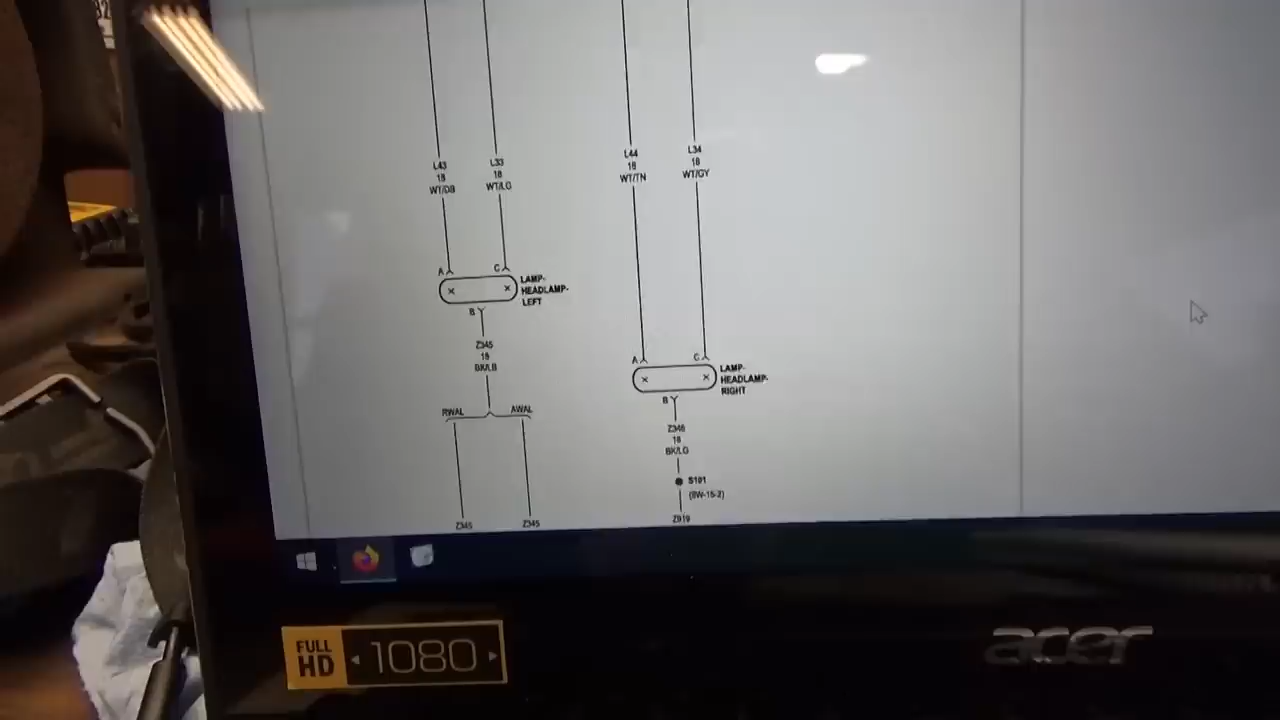 L43
18
WT/DB
L33
18
WT/LG
L44
18
WT/TN
L34
18
WT/GY
A
C
LAMP-
HEADLAMP-
LEFT
B
Z345
18
BK/LB
RWAL
AWAL
Z345
Z345
A
C
LAMP-
HEADLAMP-
RIGHT
B
Z346
18
BK/LG
S101
(8W-15-2)
Z919
FULL
HD
1080
acer